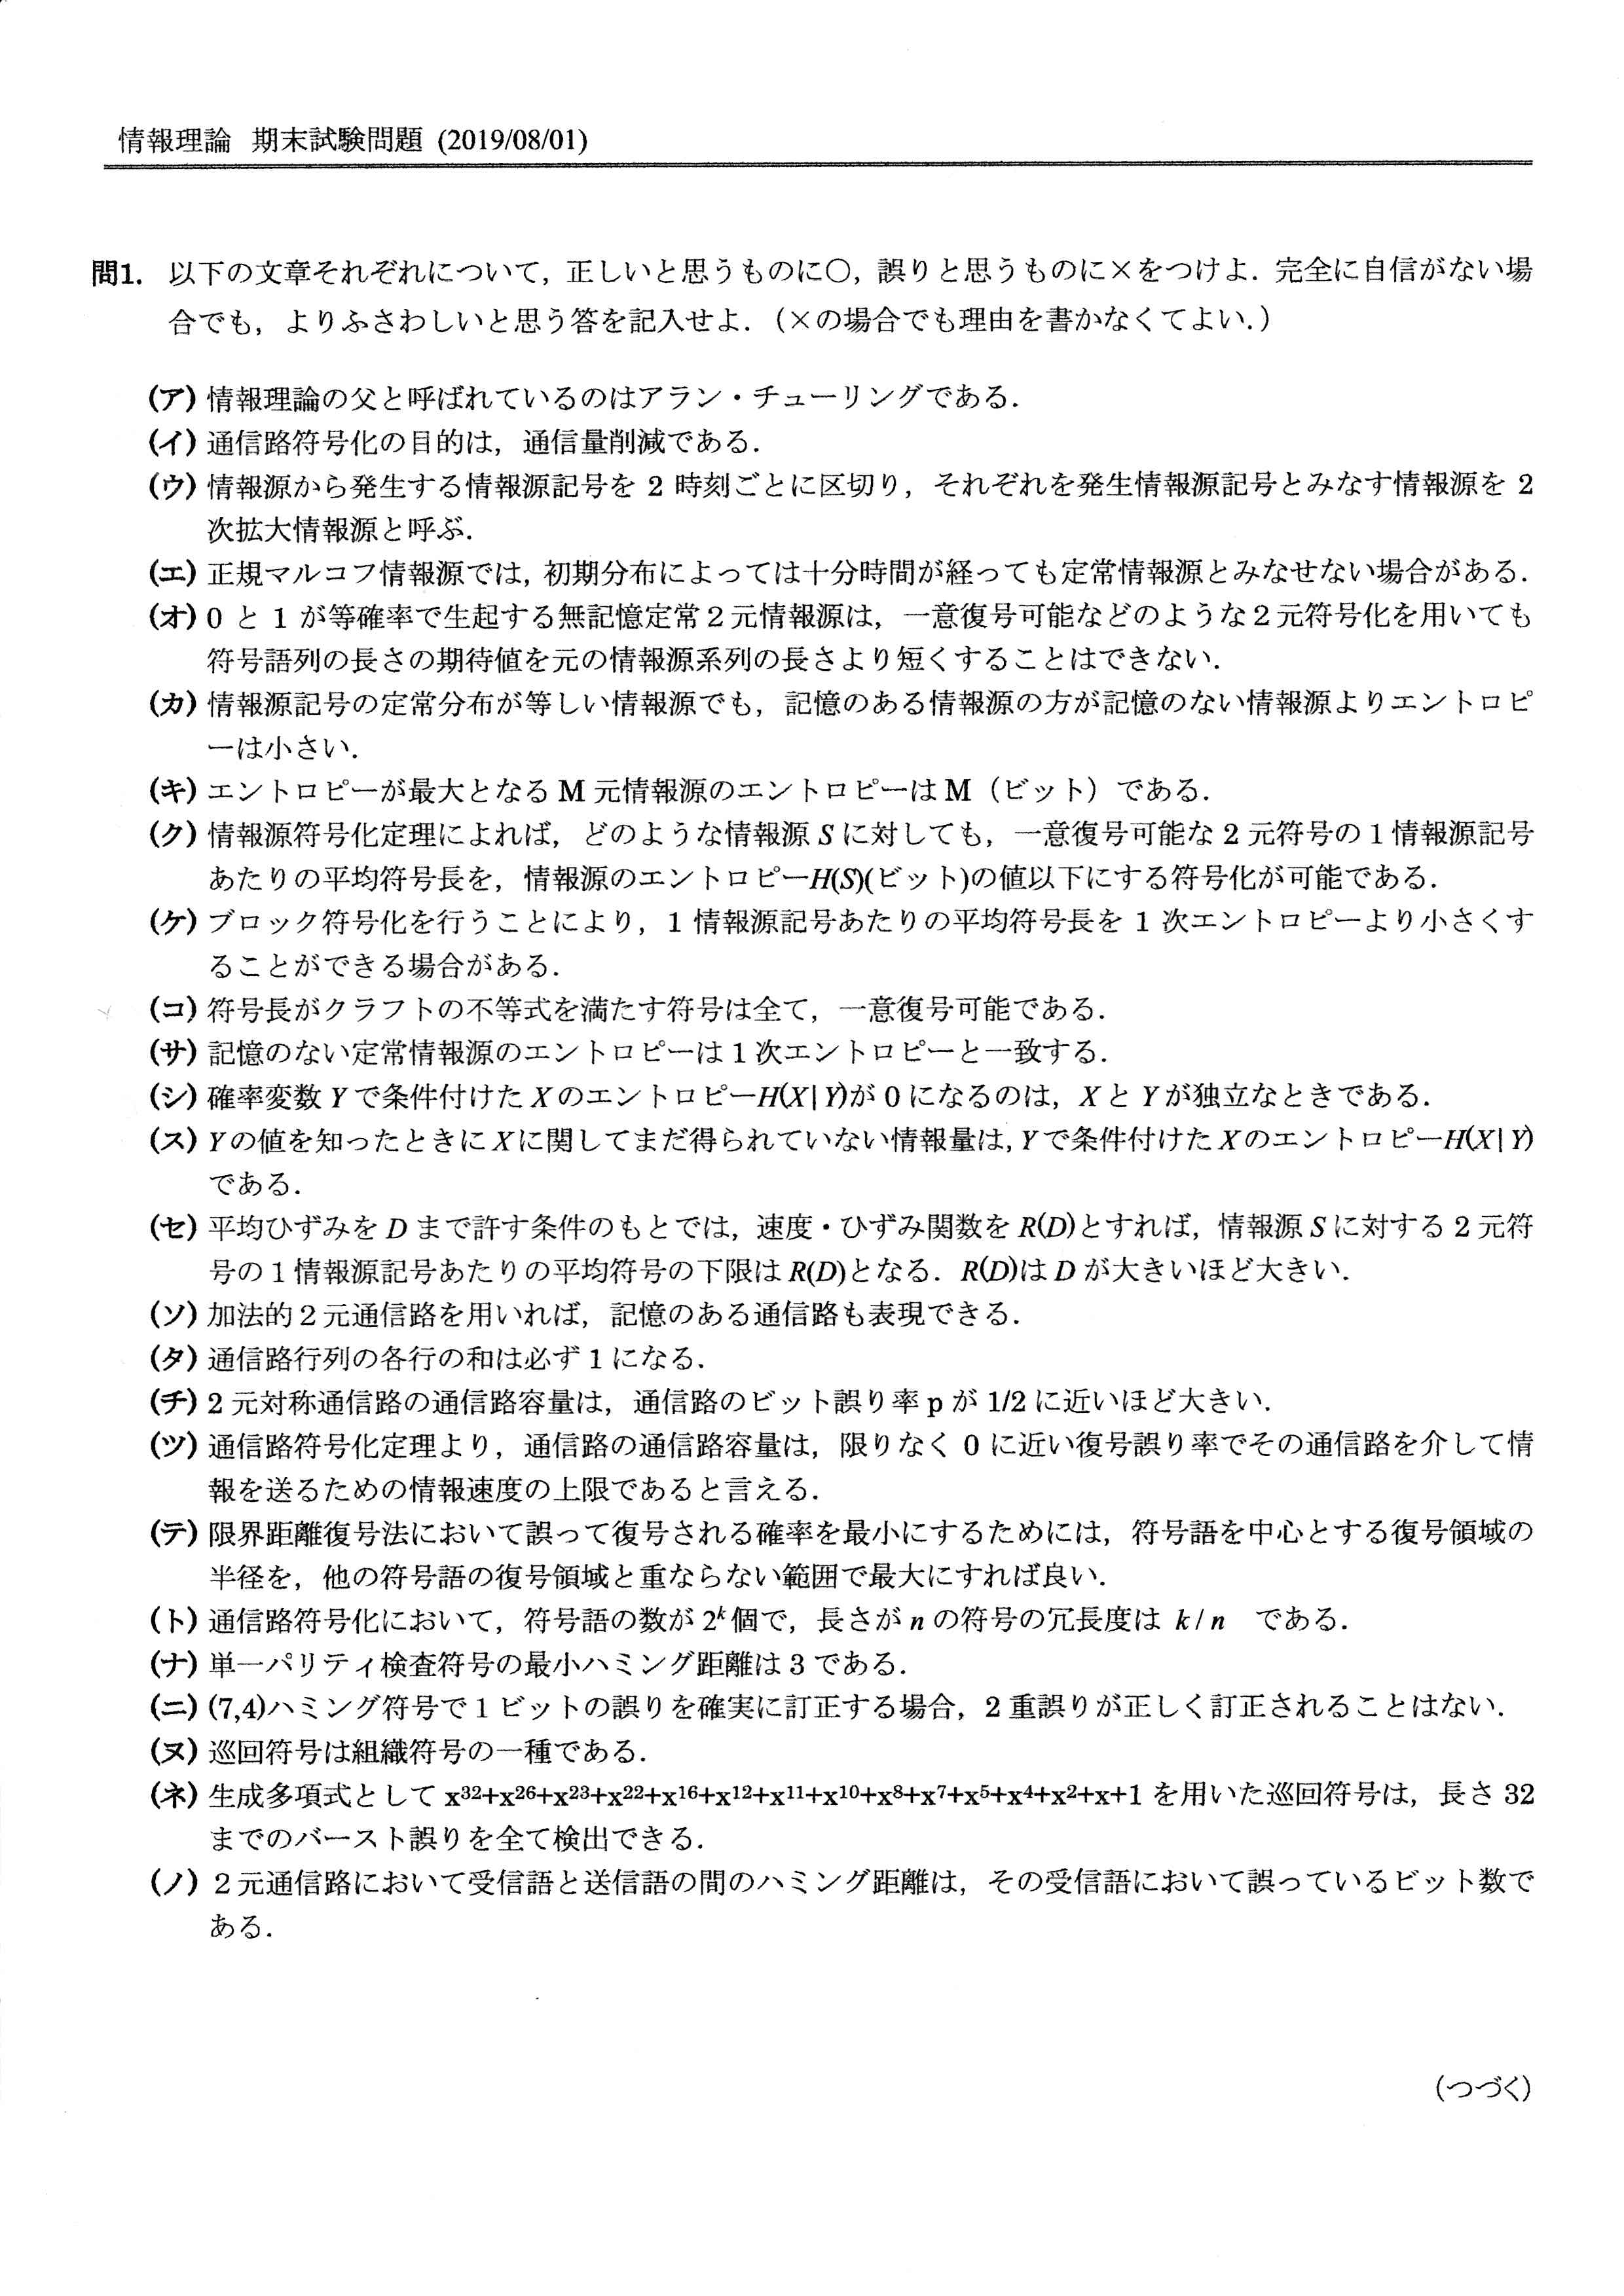 情報理論 期末試験問題 (2019/08/01)
問1. 以下の文章それぞれについて，正しいと思うものに〇，誤りと思うものに×をつけよ．完全に自信がない場
合でも，よりふさわしいと思う答を記入せよ．（×の場合でも理由を書かなくてよい．）
(ア) 情報理論の父と呼ばれているのはアラン・チューリングである．
(イ) 通信路符号化の目的は，通信量削減である．
(ウ) 情報源から発生する情報源記号を 2 時刻ごとに区切り，それぞれを発生情報源記号とみなす情報源を 2
次拡大情報源と呼ぶ．
(エ) 正規マルコフ情報源では，初期分布によっては十分時間が経っても定常情報源とみなせない場合がある．
(オ) 0 と 1 が等確率で生起する無記憶定常2元情報源は，一意復号可能などのような2元符号化を用いても
符号語列の長さの期待値を元の情報源系列の長さより短くすることはできない．
(カ) 情報源記号の定常分布が等しい情報源でも，記憶のある情報源の方が記憶のない情報源よりエントロピ
ーは小さい．
(キ) エントロピーが最大となる M 元情報源のエントロピーは M（ビット）である．
(ク) 情報源符号化定理によれば，どのような情報源 S に対しても，一意復号可能な 2 元符号の 1 情報源記号
あたりの平均符号長を，情報源のエントロピーH(S)(ビット)の値以下にする符号化が可能である．
(ケ) ブロック符号化を行うことにより，1 情報源記号あたりの平均符号長を 1 次エントロピーより小さくす
ることができる場合がある．
(コ) 符号長がクラフトの不等式を満たす符号は全て，一意復号可能である．
(サ) 記憶のない定常情報源のエントロピーは 1 次エントロピーと一致する．
(シ) 確率変数 Y で条件付けた X のエントロピーH(X|Y)が 0 になるのは，X と Y が独立なときである．
(ス) Y の値を知ったときに X に関してまだ得られていない情報量は，Y で条件付けた X のエントロピーH(X|Y)
である．
(セ) 平均ひずみを D まで許す条件のもとでは，速度・ひずみ関数を R(D)とすれば，情報源 S に対する 2 元符
号の 1 情報源記号あたりの平均符号の下限は R(D)となる．R(D)は D が大きいほど大きい．
(ソ) 加法的2元通信路を用いれば，記憶のある通信路も表現できる．
(タ) 通信路行列の各行の和は必ず 1 になる．
(チ) 2 元対称通信路の通信路容量は，通信路のビット誤り率 p が 1/2 に近いほど大きい．
(ツ) 通信路符号化定理より，通信路の通信路容量は，限りなく 0 に近い復号誤り率でその通信路を介して情
報を送るための情報速度の上限であると言える．
(テ) 限界距離復号法において誤って復号される確率を最小にするためには，符号語を中心とする復号領域の
半径を，他の符号語の復号領域と重ならない範囲で最大にすれば良い．
(ト) 通信路符号化において，符号語の数が 2ᵏ 個で，長さが n の符号の冗長度は k/n である．
(ナ) 単一パリティ検査符号の最小ハミング距離は 3 である．
(ニ) (7,4)ハミング符号で 1 ビットの誤りを確実に訂正する場合，2 重誤りが正しく訂正されることはない．
(ヌ) 巡回符号は組織符号の一種である．
(ネ) 生成多項式として x³²+x²⁶+x²³+x²²+x¹⁶+x¹²+x¹¹+x¹⁰+x⁸+x⁷+x⁵+x⁴+x²+x+1 を用いた巡回符号は，長さ 32
までのバースト誤りを全て検出できる．
(ノ) 2元通信路において受信語と送信語の間のハミング距離は，その受信語において誤っているビット数で
ある．
(つづく)